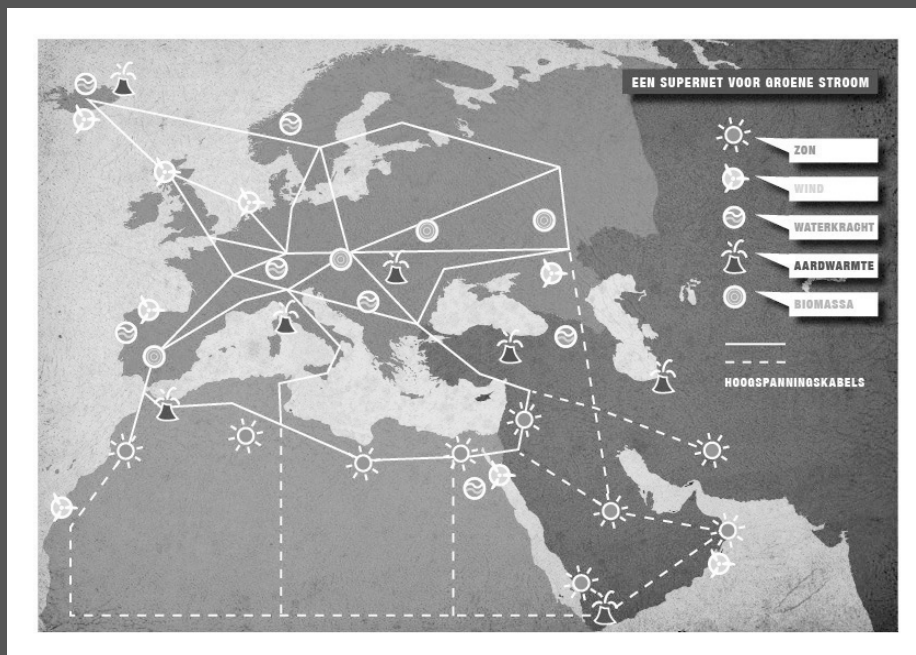 EEN SUPERNET VOOR GROENE STROOM
ZON
WIND
WATERKRACHT
AARDWARMTE
BIOMASSA
HOOGSPANNINGSKABELS